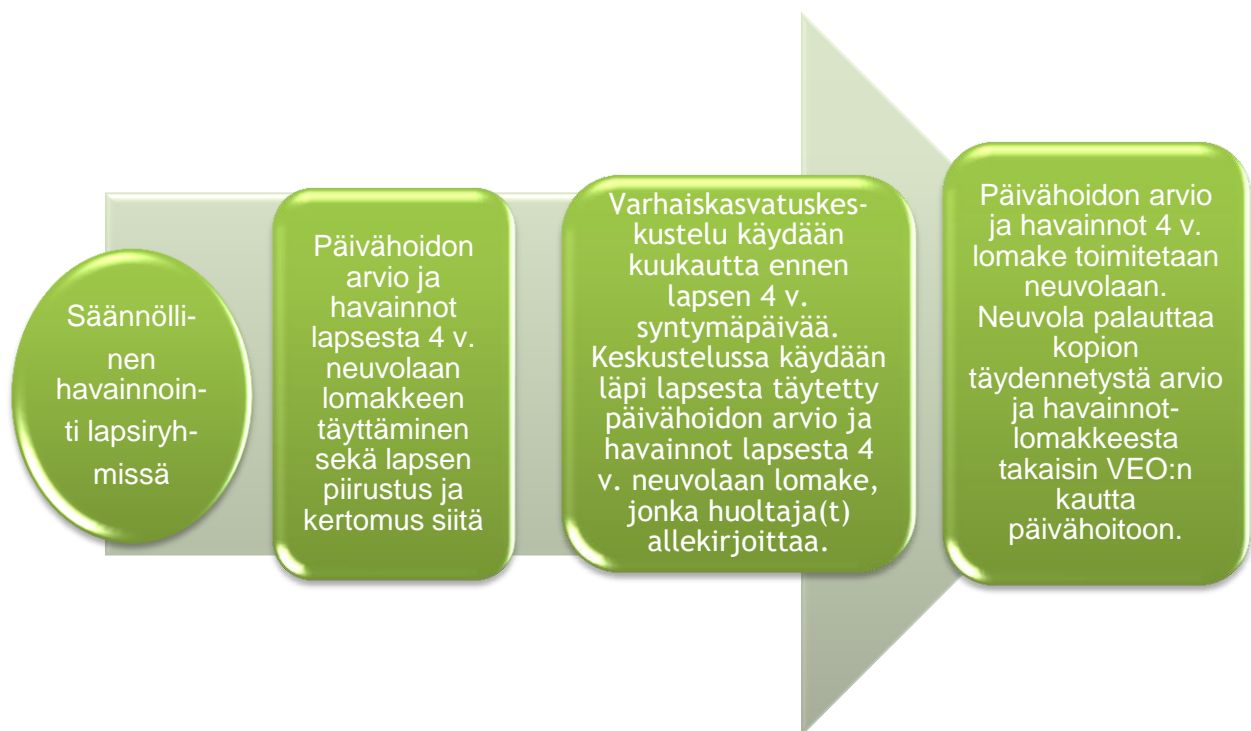 Säännölli-
nen
havainnoin-
ti lapsiryh-
missä
Päivähoidon
arvio ja
havainnot
lapsesta 4 v.
neuvolaan
lomakkeen
täyttäminen
sekä lapsen
piirustus ja
kertomus siitä
Varhaiskasvatuskes-
kustelu käydään
kuukautta ennen
lapsen 4 v.
syntymäpäivää.
Keskustelussa käydään
läpi lapsesta täytetty
päivähoidon arvio ja
havainnot lapsesta 4
v. neuvolaan lomake,
jonka huoltaja(t)
allekirjoittaa.
Päivähoidon arvio
ja havainnot 4 v.
lomake toimitetaan
neuvolaan.
Neuvola palauttaa
kopion
täydennetystä arvio
ja havainnot-
lomakkeesta
takaisin VEO:n
kautta
päivähoitoon.